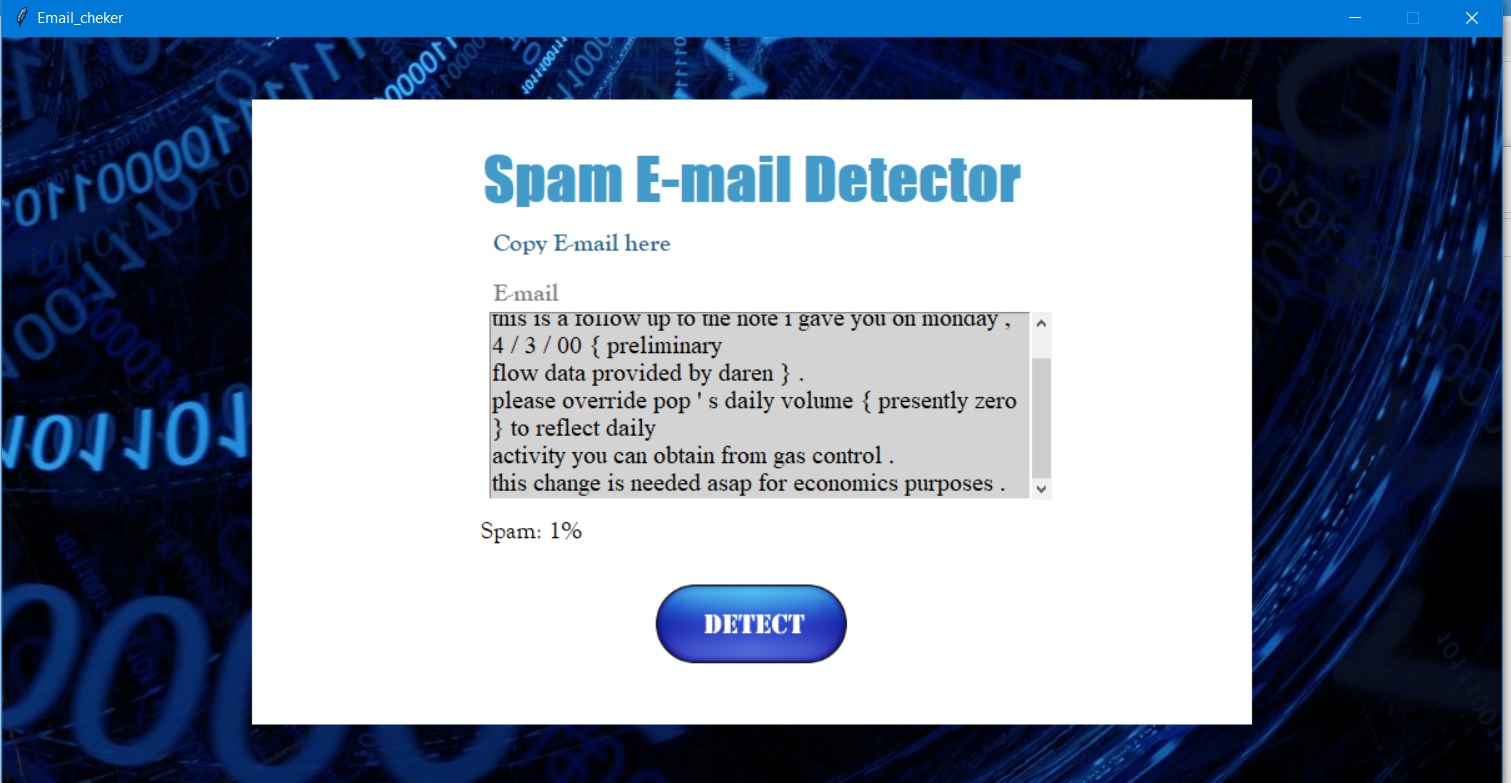 Email_cheker
Spam E-mail Detector
Copy E-mail here
E-mail
this is a follow up to the note i gave you on monday ,
4 / 3 / 00 { preliminary
flow data provided by daren } .
please override pop ' s daily volume { presently zero
} to reflect daily
activity you can obtain from gas control .
this change is needed asap for economics purposes .
Spam: 1%
DETECT